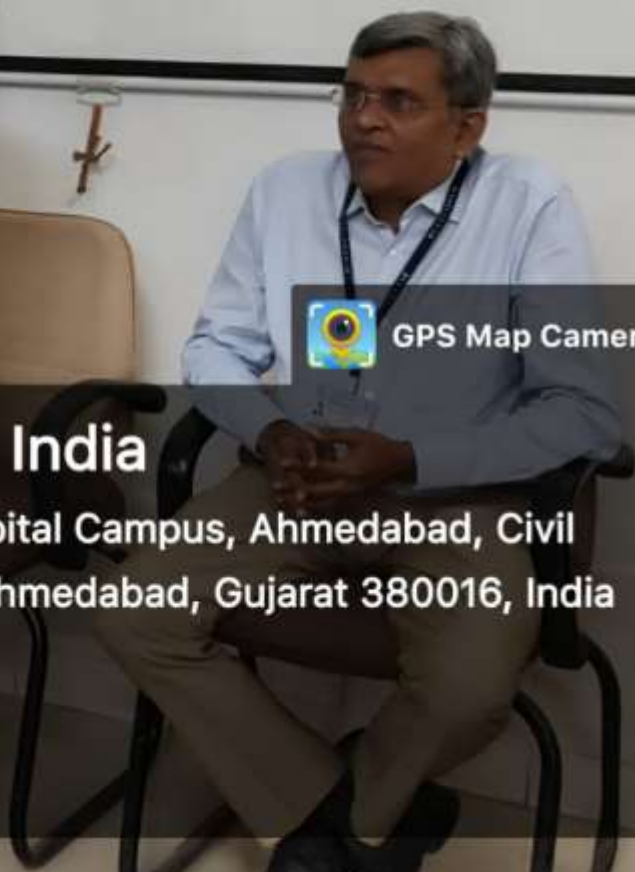 GPS Map Camer
India
pital Campus, Ahmedabad, Civil
hmedabad, Gujarat 380016, India